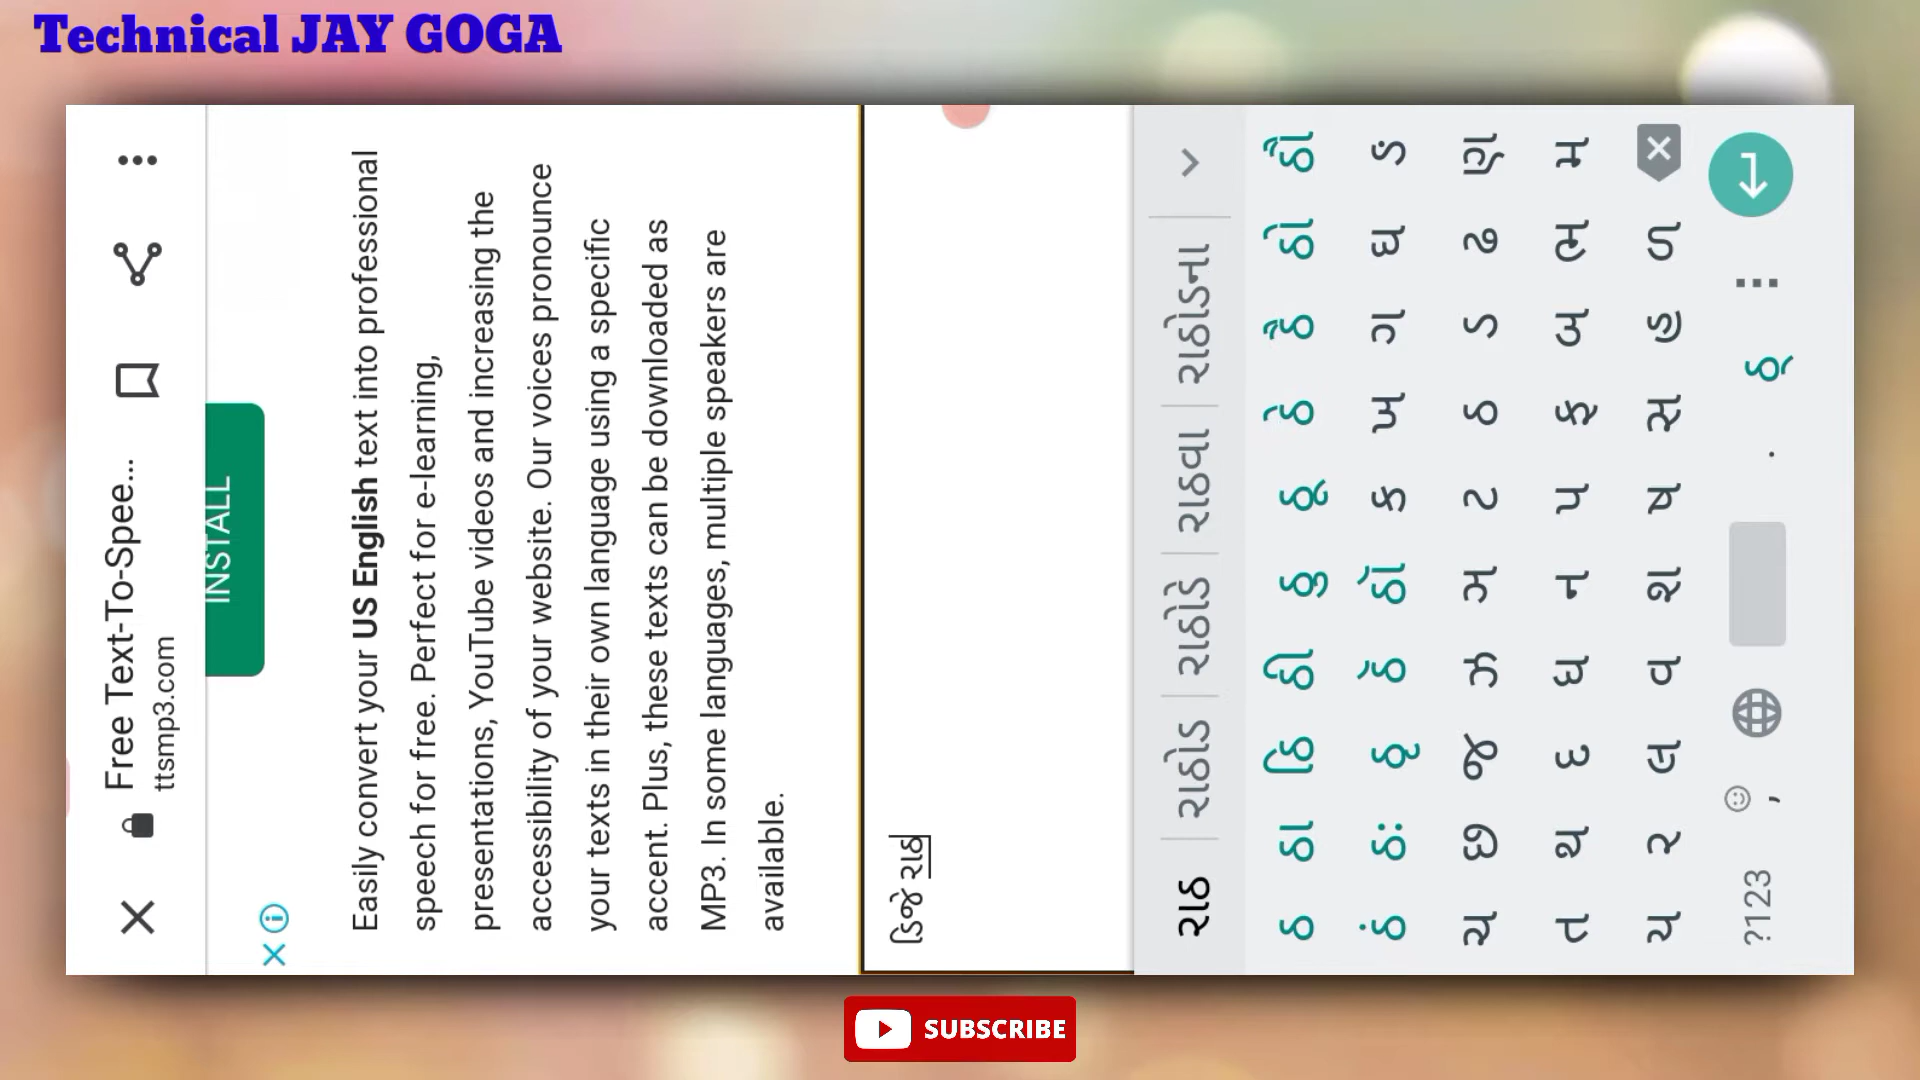 Technical JAY GOGA
Free Text-To-Spee...
ttsmp3.com
INSTALL
Easily convert your US English text into professional
speech for free. Perfect for e-learning,
presentations, YouTube videos and increasing the
accessibility of your website. Our voices pronounce
your texts in their own language using a specific
accent. Plus, these texts can be downloaded as
MP3. In some languages, multiple speakers are
available.
ડિજે રાઠ
રાઠ રાઠોડ રાઠોડે રાઠવા રાઠોડના
ઠ ઠા ઠિ ઠી ઠુ ઠૂ ઠે ઠૈ ઠો ઠૌ
ઠં ઠઃ ઠૃ ઠૅ ઠૉ ક ખ ગ ઘ ઙ
ચ છ જ ઝ ઞ ટ ઠ ડ ઢ ણ
ત થ દ ધ ન પ ફ બ ભ મ
ય ર લ વ શ ષ સ હ ળ
?123 , . ઠ્
SUBSCRIBE